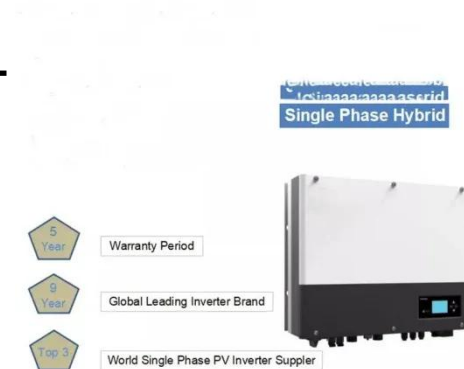 Single Phase Hybrid
5
Year
Warranty Period
9
Year
Global Leading Inverter Brand
Top 3
World Single Phase PV Inverter Suppler